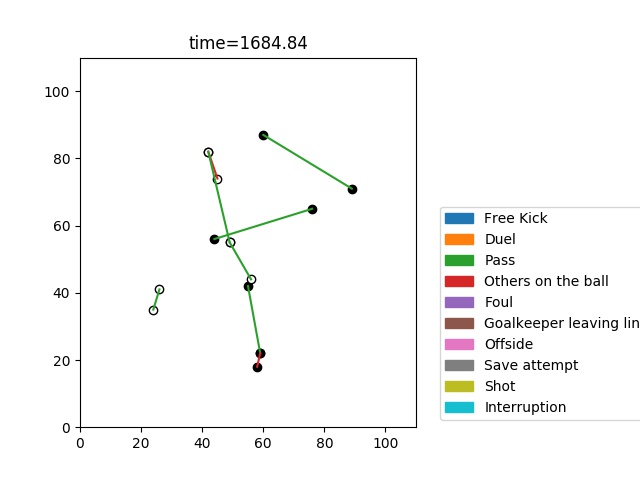 time=1684.84
100
80
60
40
20
0
0 20 40 60 80 100
Free Kick
Duel
Pass
Others on the ball
Foul
Goalkeeper leaving lin
Offside
Save attempt
Shot
Interruption